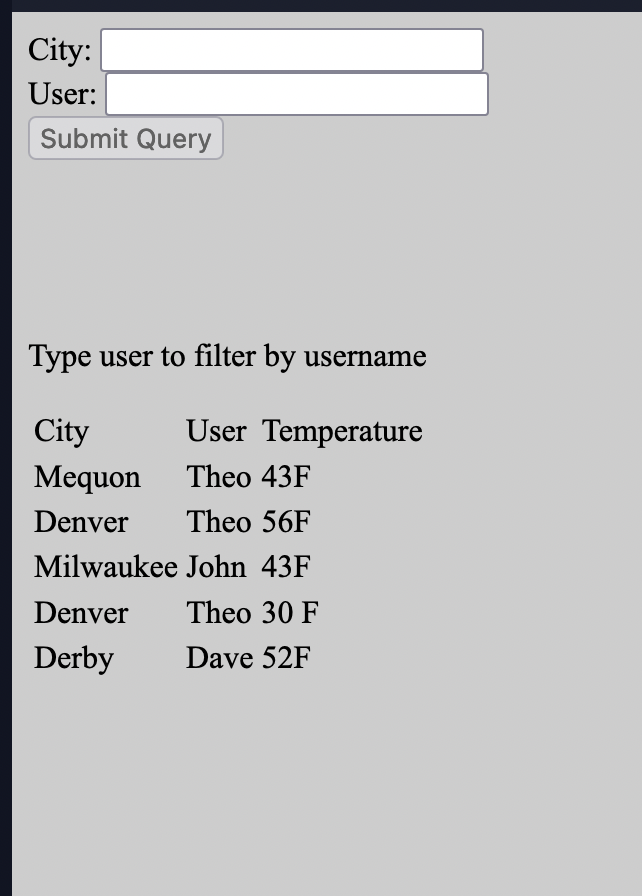 City:
User:
Submit Query
Type user to filter by username
City User Temperature
Mequon Theo 43F
Denver Theo 56F
Milwaukee John 43F
Denver Theo 30 F
Derby Dave 52F